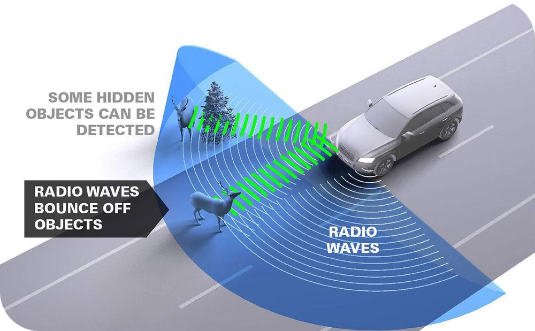 SOME HIDDEN
OBJECTS CAN BE
DETECTED
RADIO WAVES
BOUNCE OFF
OBJECTS
RADIO
WAVES